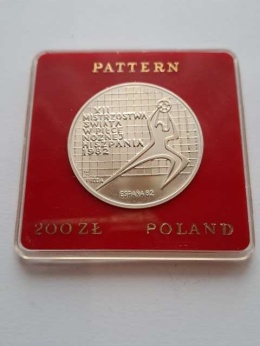 PATTERN
XII
MISTRZOSTWA
ŚWIATA
W PIŁCE
NOŻNEJ
HISZPANIA
1982
ESPAÑA 82
200 ZŁ POLAND